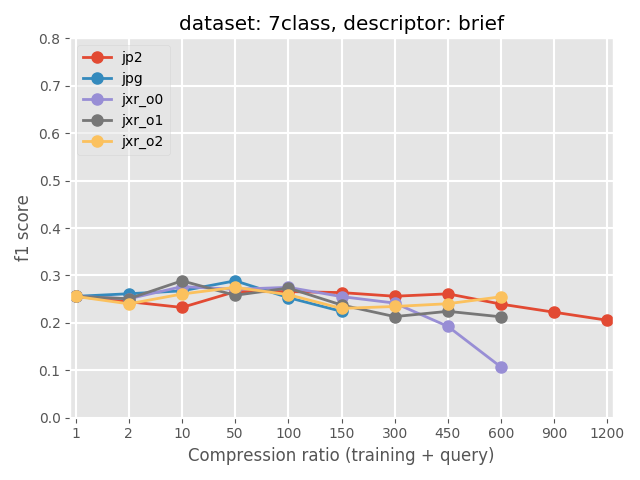 dataset: 7class, descriptor: brief
0.8
0.7
0.6
0.5
0.4
0.3
0.2
0.1
0.0
f1 score
jp2
jpg
jxr_o0
jxr_o1
jxr_o2
1 2 10 50 100 150 300 450 600 900 1200
Compression ratio (training + query)